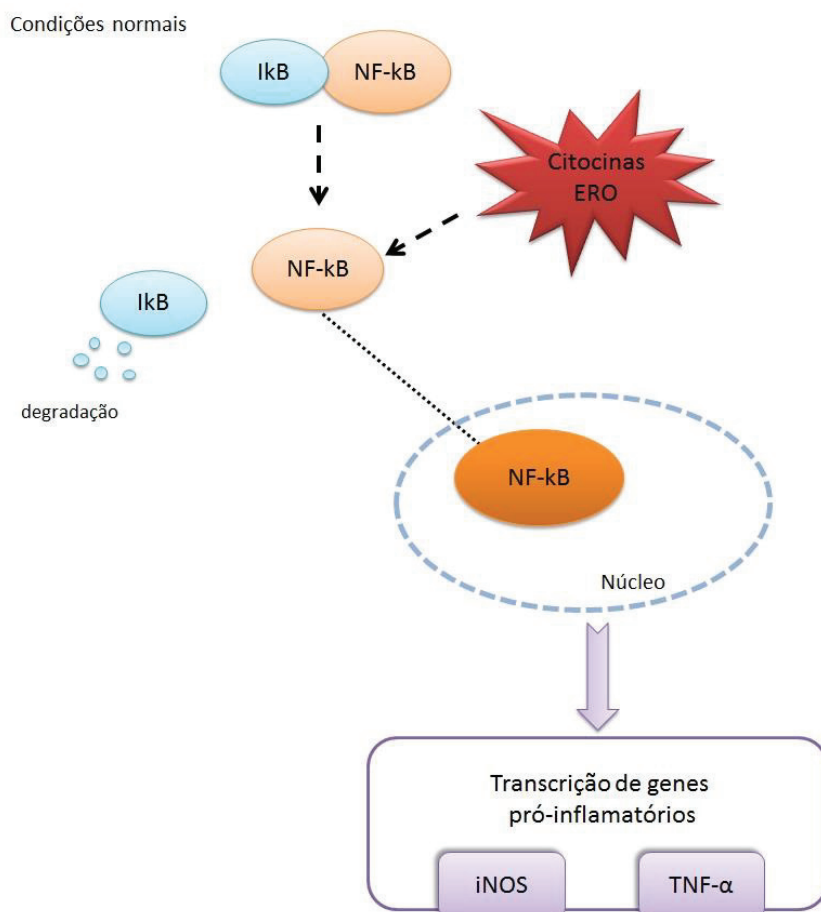 Condições normais
IkB
NF-kB
Citocinas
ERO
NF-kB
IkB
degradação
NF-kB
Núcleo
Transcrição de genes
pró-inflamatórios
iNOS
TNF-α